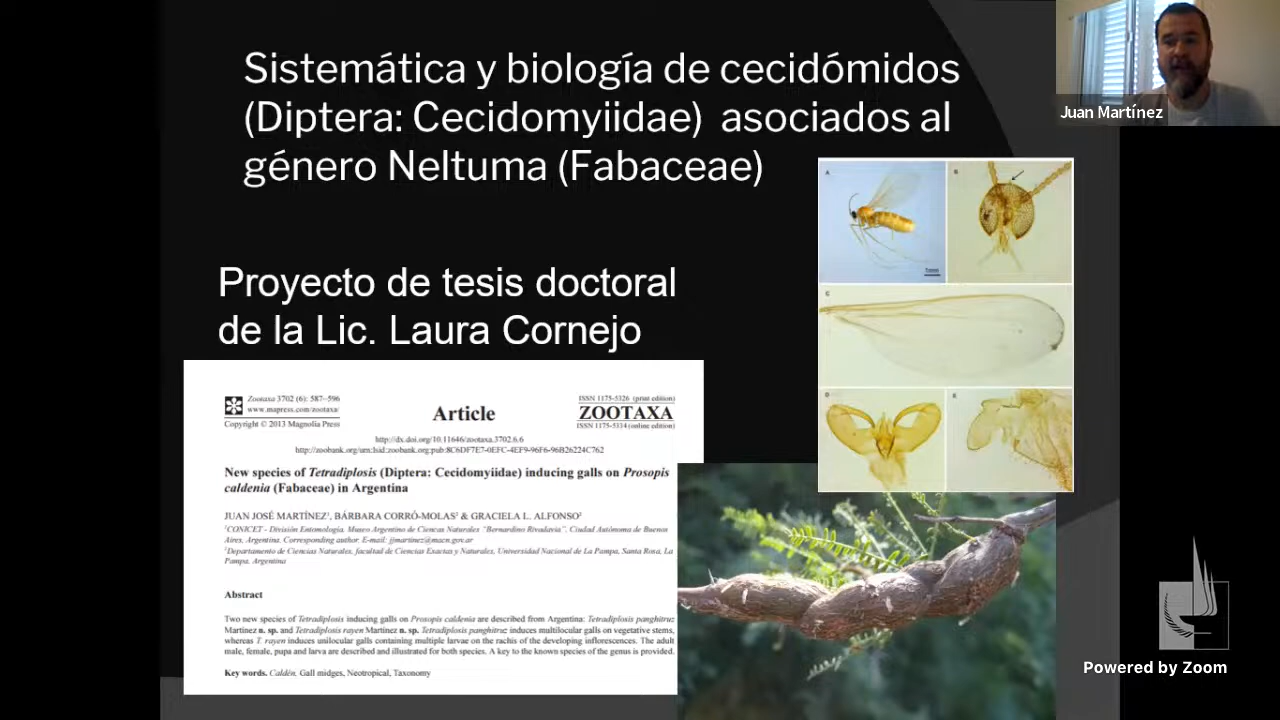 Sistemática y biología de cecidómidos
(Diptera: Cecidomyiidae) asociados al
género Neltuma (Fabaceae)
Juan Martínez
Proyecto de tesis doctoral
de la Lic. Laura Cornejo
A
B
C
D
E
Zootaxa 3702 (6): 587–596
www.mapress.com/zootaxa/
Copyright © 2013 Magnolia Press
Article
ISSN 1175-5326 (print edition)
ZOOTAXA
ISSN 1175-5334 (online edition)
http://dx.doi.org/10.11646/zootaxa.3702.6.6
http://zoobank.org/urn:lsid:zoobank.org:pub:8C6DF7E7-0EFC-4EF9-96F6-96B26224C762
New species of Tetradiplosis (Diptera: Cecidomyiidae) inducing galls on Prosopis
caldenia (Fabaceae) in Argentina
JUAN JOSÉ MARTÍNEZ¹, BÁRBARA CORRÓ-MOLAS² & GRACIELA L. ALFONSO²
¹CONICET - División Entomología. Museo Argentino de Ciencas Naturales "Bernardino Rivadavia". Ciudad Autónoma de Buenos
Aires, Argentina. Corresponding author. E-mail: jjmartinez@macn.gov.ar
²Departamento de Ciencias Naturales, facultad de Ciencias Exactas y Naturales, Universidad Nacional de La Pampa, Santa Rosa, La
Pampa. Argentina
Abstract
Two new species of Tetradiplosis inducing galls on Prosopis caldenia are described from Argentina: Tetradiplosis panghitruz
Martínez n. sp. and Tetradiplosis rayen Martínez n. sp. Tetradiplosis panghitruz induces multilocular galls on vegetative stems,
whereas T. rayen induces unilocular galls containing multiple larvae on the rachis of the developing inflorescences. The adult
male, female, pupa and larva are described and illustrated for both species. A key to the known species of the genus is provided.
Key words. Caldén, Gall midges, Neotropical, Taxonomy
Powered by Zoom